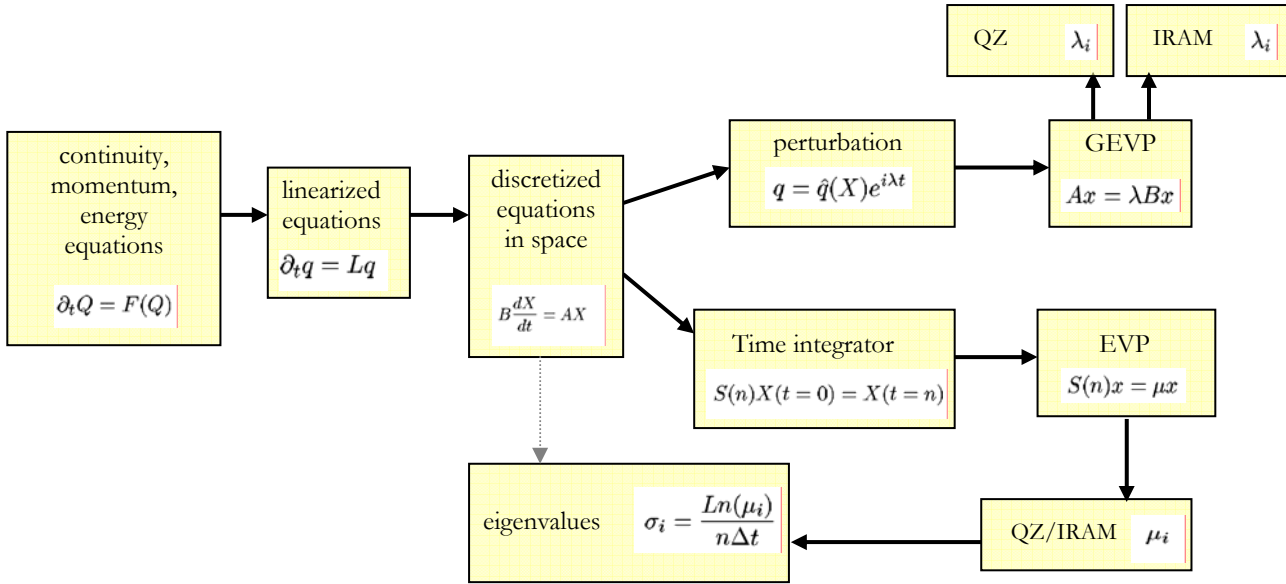 continuity,
momentum,
energy
equations
∂ₜQ = F(Q)
linearized
equations
∂ₜq = Lq
discretized
equations
in space
B dX/dt = AX
perturbation
q = q̂(X)e^{iλt}
GEVP
Ax = λBx
QZ λᵢ
IRAM λᵢ
Time integrator
S(n)X(t = 0) = X(t = n)
EVP
S(n)x = μx
QZ/IRAM μᵢ
eigenvalues σᵢ = Ln(μᵢ)/nΔt